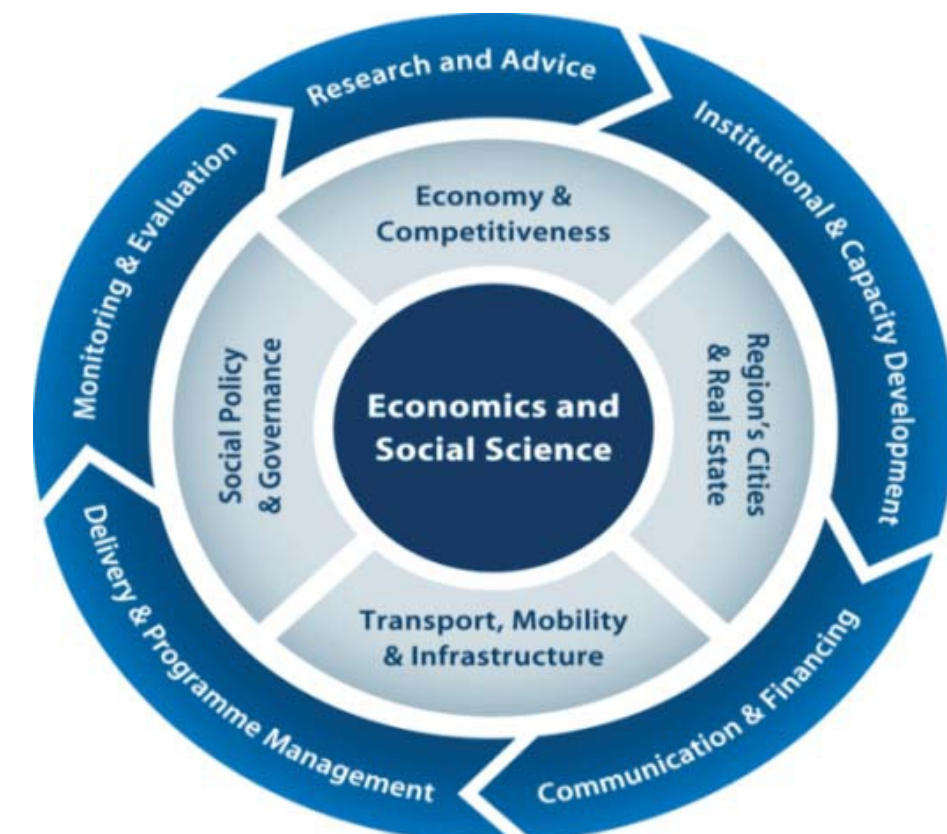 Research and Advice
Institutional & Capacity Development
Communication & Financing
Delivery & Programme Management
Monitoring & Evaluation
Economy &
Competitiveness
Region's Cities
& Real Estate
Transport, Mobility
& Infrastructure
Social Policy
& Governance
Economics and
Social Science